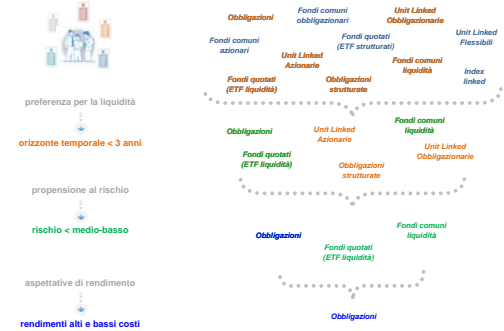 Obbligazioni
Fondi comuni
obbligazionari
Unit Linked
Obbligazionarie
Fondi comuni
azionari
Fondi quotati
(ETF strutturati)
Unit Linked
Flessibili
Unit Linked
Azionarie
Fondi comuni
liquidità
Index
linked
Fondi quotati
(ETF liquidità)
Obbligazioni
strutturate
preferenza per la liquidità
orizzonte temporale < 3 anni
Obbligazioni
Unit Linked
Azionarie
Fondi comuni
liquidità
Fondi quotati
(ETF liquidità)
Unit Linked
Obbligazionarie
Obbligazioni
strutturate
propensione al rischio
rischio < medio-basso
Obbligazioni
Fondi comuni
liquidità
Fondi quotati
(ETF liquidità)
aspettative di rendimento
rendimenti alti e bassi costi
Obbligazioni